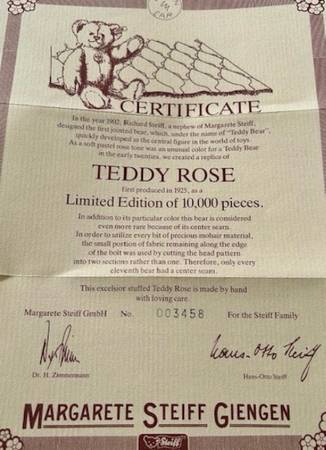 CERTIFICATE
In the year 1902, Richard Steiff, a nephew of Margarete Steiff,
designed the first jointed bear, which, under the name of "Teddy Bear",
quickly developed as the central figure in the world of toys.
As a soft pastel rose tone was an unusual color for a Teddy Bear
in the early twenties, we created a replica of
TEDDY ROSE
first produced in 1925, as a
Limited Edition of 10,000 pieces.
In addition to its particular color this bear is considered
even more rare because of its center seam.
In order to utilize every bit of precious mohair material,
the small portion of fabric remaining along the edge
of the bolt was used by cutting the head pattern
into two sections rather than one. Therefore, only every
eleventh bear had a center seam.
This excelsior stuffed Teddy Rose is made by hand
with loving care.
Margarete Steiff GmbH No. 003458 For the Steiff Family
Dr. H. Zimmermann Hans-Otto Steiff
MARGARETE STEIFF GIENGEN
Steiff